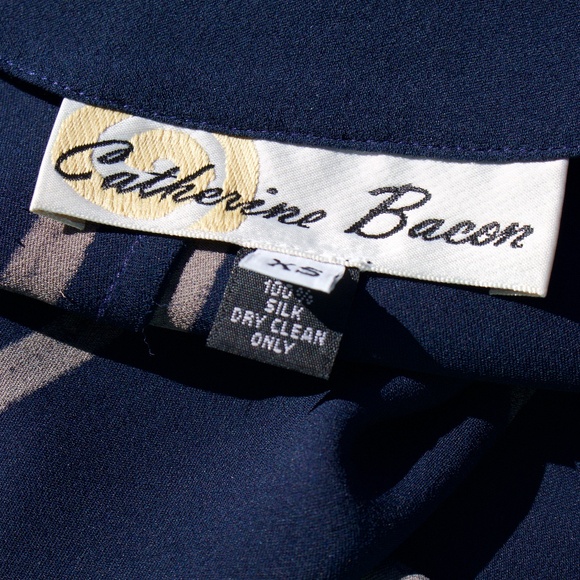 Catherine Bacon
XS
100%
SILK
DRY CLEAN
ONLY